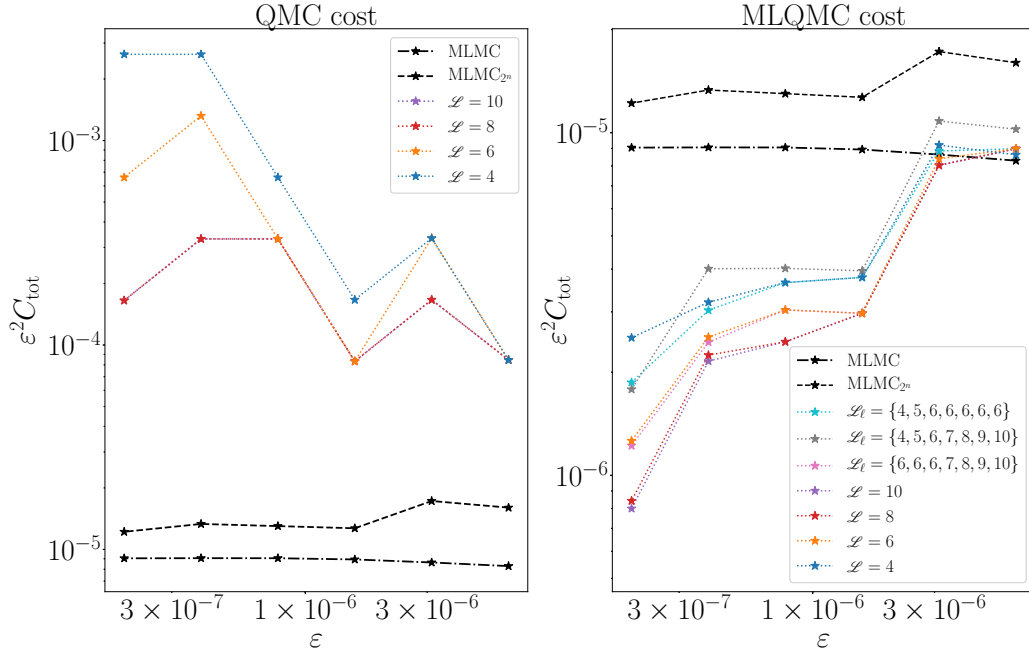 QMC cost
MLQMC cost
10⁻³
10⁻⁴
10⁻⁵
ε²C_tot
MLMC
MLMC_{2ⁿ}
ℒ = 10
ℒ = 8
ℒ = 6
ℒ = 4
3 × 10⁻⁷
1 × 10⁻⁶
3 × 10⁻⁶
ε
10⁻⁵
10⁻⁶
ε²C_tot
MLMC
MLMC_{2ⁿ}
ℒ_ℓ = {4, 5, 6, 6, 6, 6, 6}
ℒ_ℓ = {4, 5, 6, 7, 8, 9, 10}
ℒ_ℓ = {6, 6, 6, 7, 8, 9, 10}
ℒ = 10
ℒ = 8
ℒ = 6
ℒ = 4
3 × 10⁻⁷
1 × 10⁻⁶
3 × 10⁻⁶
ε